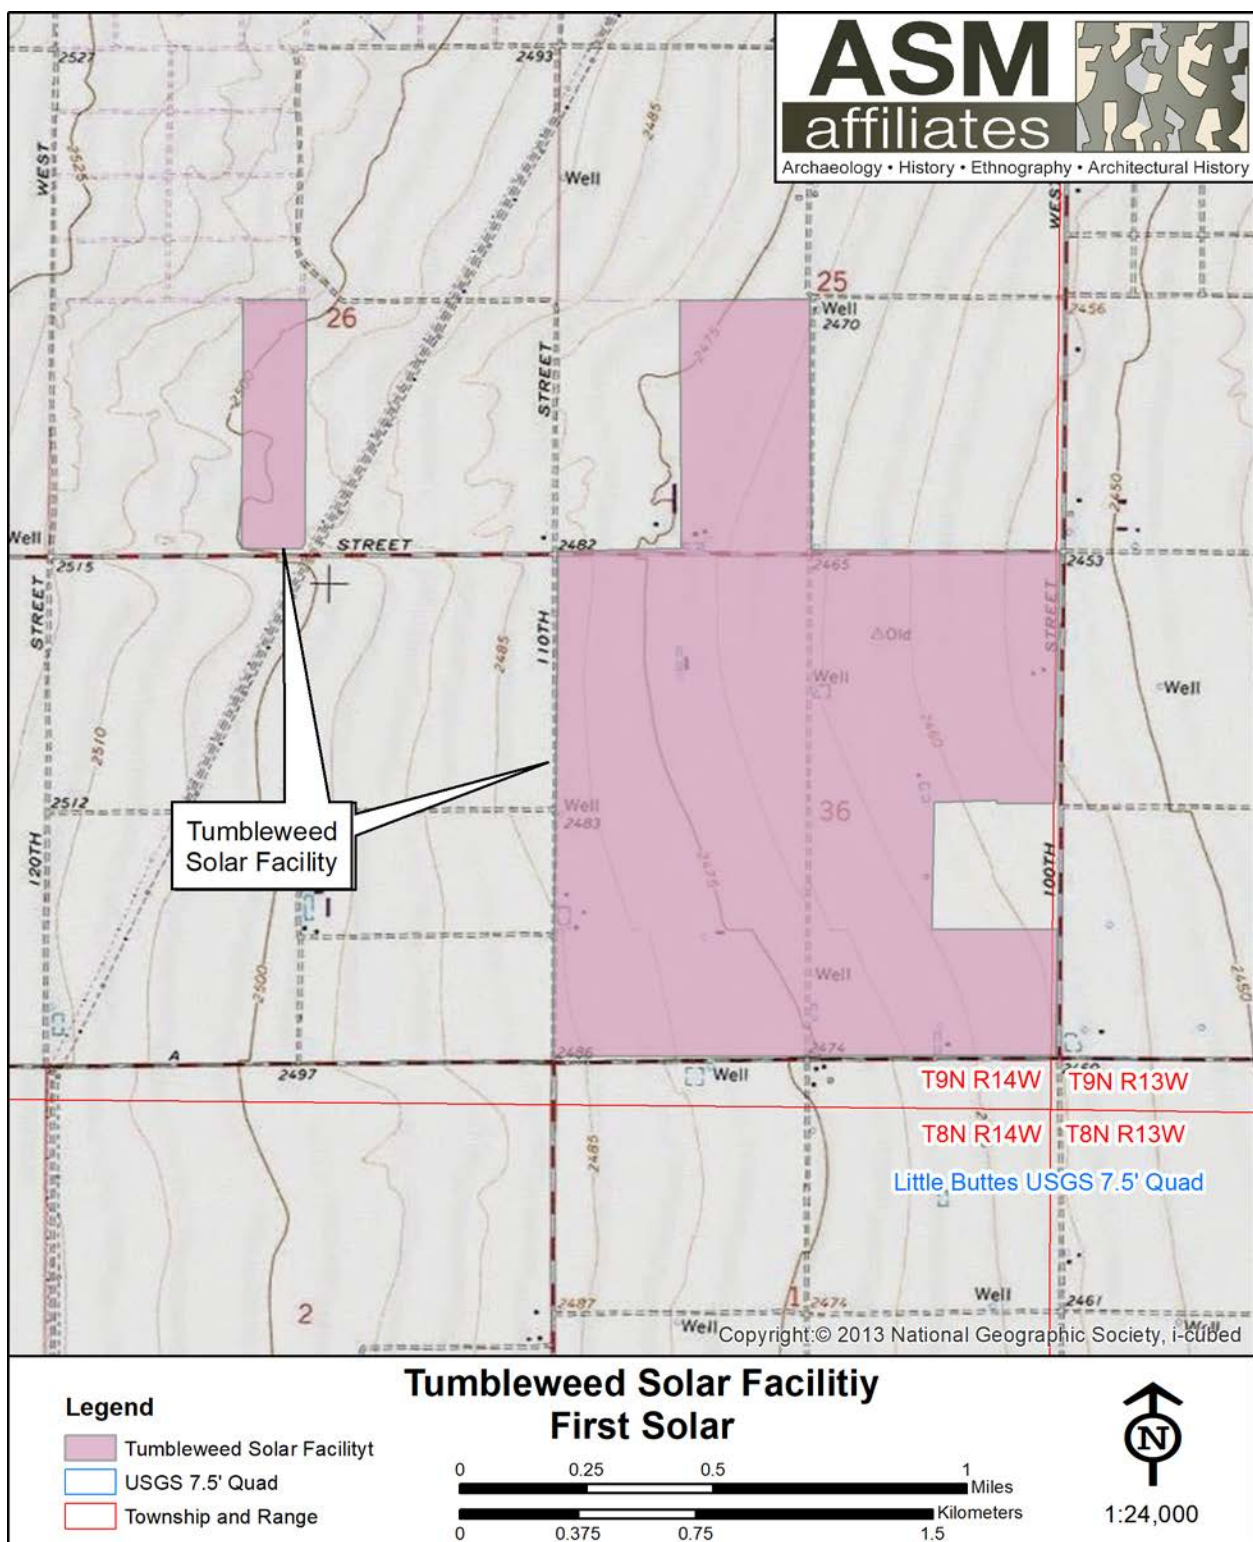 ASM
affiliates
Archaeology • History • Ethnography • Architectural History
2527
2493
2485
WEST
2525
Well
WEST
25
26
Well
2470
2456
2475
2500
STREET
2450
Well
STREET
2482
2515
2465
2453
STREET
110TH
2485
STREET
Old
Well
Well
2510
2460
2512
Well
2483
36
Tumbleweed
Solar Facility
120TH
2475
100TH
2500
Well
2450
A
2486
2474
2497
Well
2460
T9N R14W
T9N R13W
T8N R14W
T8N R13W
2485
Little Buttes USGS 7.5' Quad
2
2487
1
2474
Well
2461
Well
Well
Copyright:© 2013 National Geographic Society, i-cubed
Tumbleweed Solar Facilitiy
First Solar
Legend
Tumbleweed Solar Facilityt
USGS 7.5' Quad
Township and Range
0 0.25 0.5 1
Miles
Kilometers
0 0.375 0.75 1.5
N
1:24,000